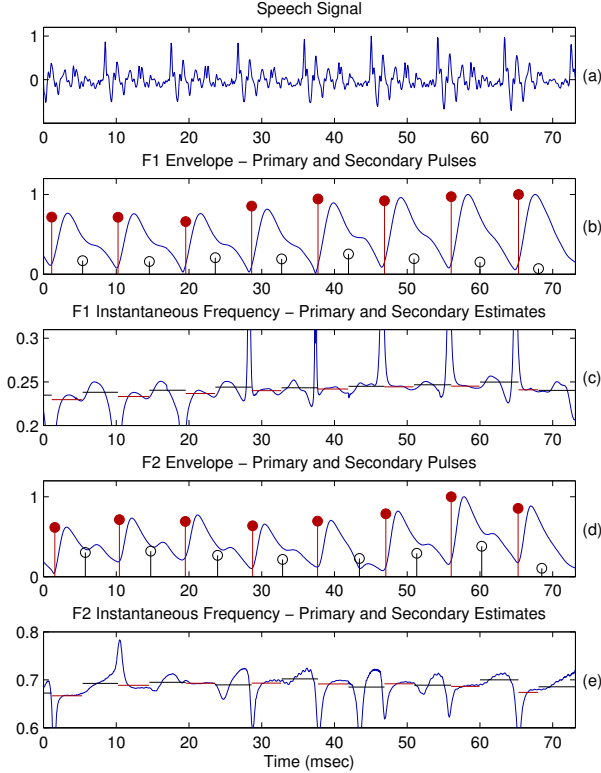 Speech Signal
1
0
(a)
0 10 20 30 40 50 60 70
F1 Envelope − Primary and Secondary Pulses
1
0
(b)
0 10 20 30 40 50 60 70
F1 Instantaneous Frequency − Primary and Secondary Estimates
0.3
0.25
0.2
(c)
0 10 20 30 40 50 60 70
F2 Envelope − Primary and Secondary Pulses
1
0
(d)
0 10 20 30 40 50 60 70
F2 Instantaneous Frequency − Primary and Secondary Estimates
0.8
0.7
0.6
(e)
0 10 20 30 40 50 60 70
Time (msec)